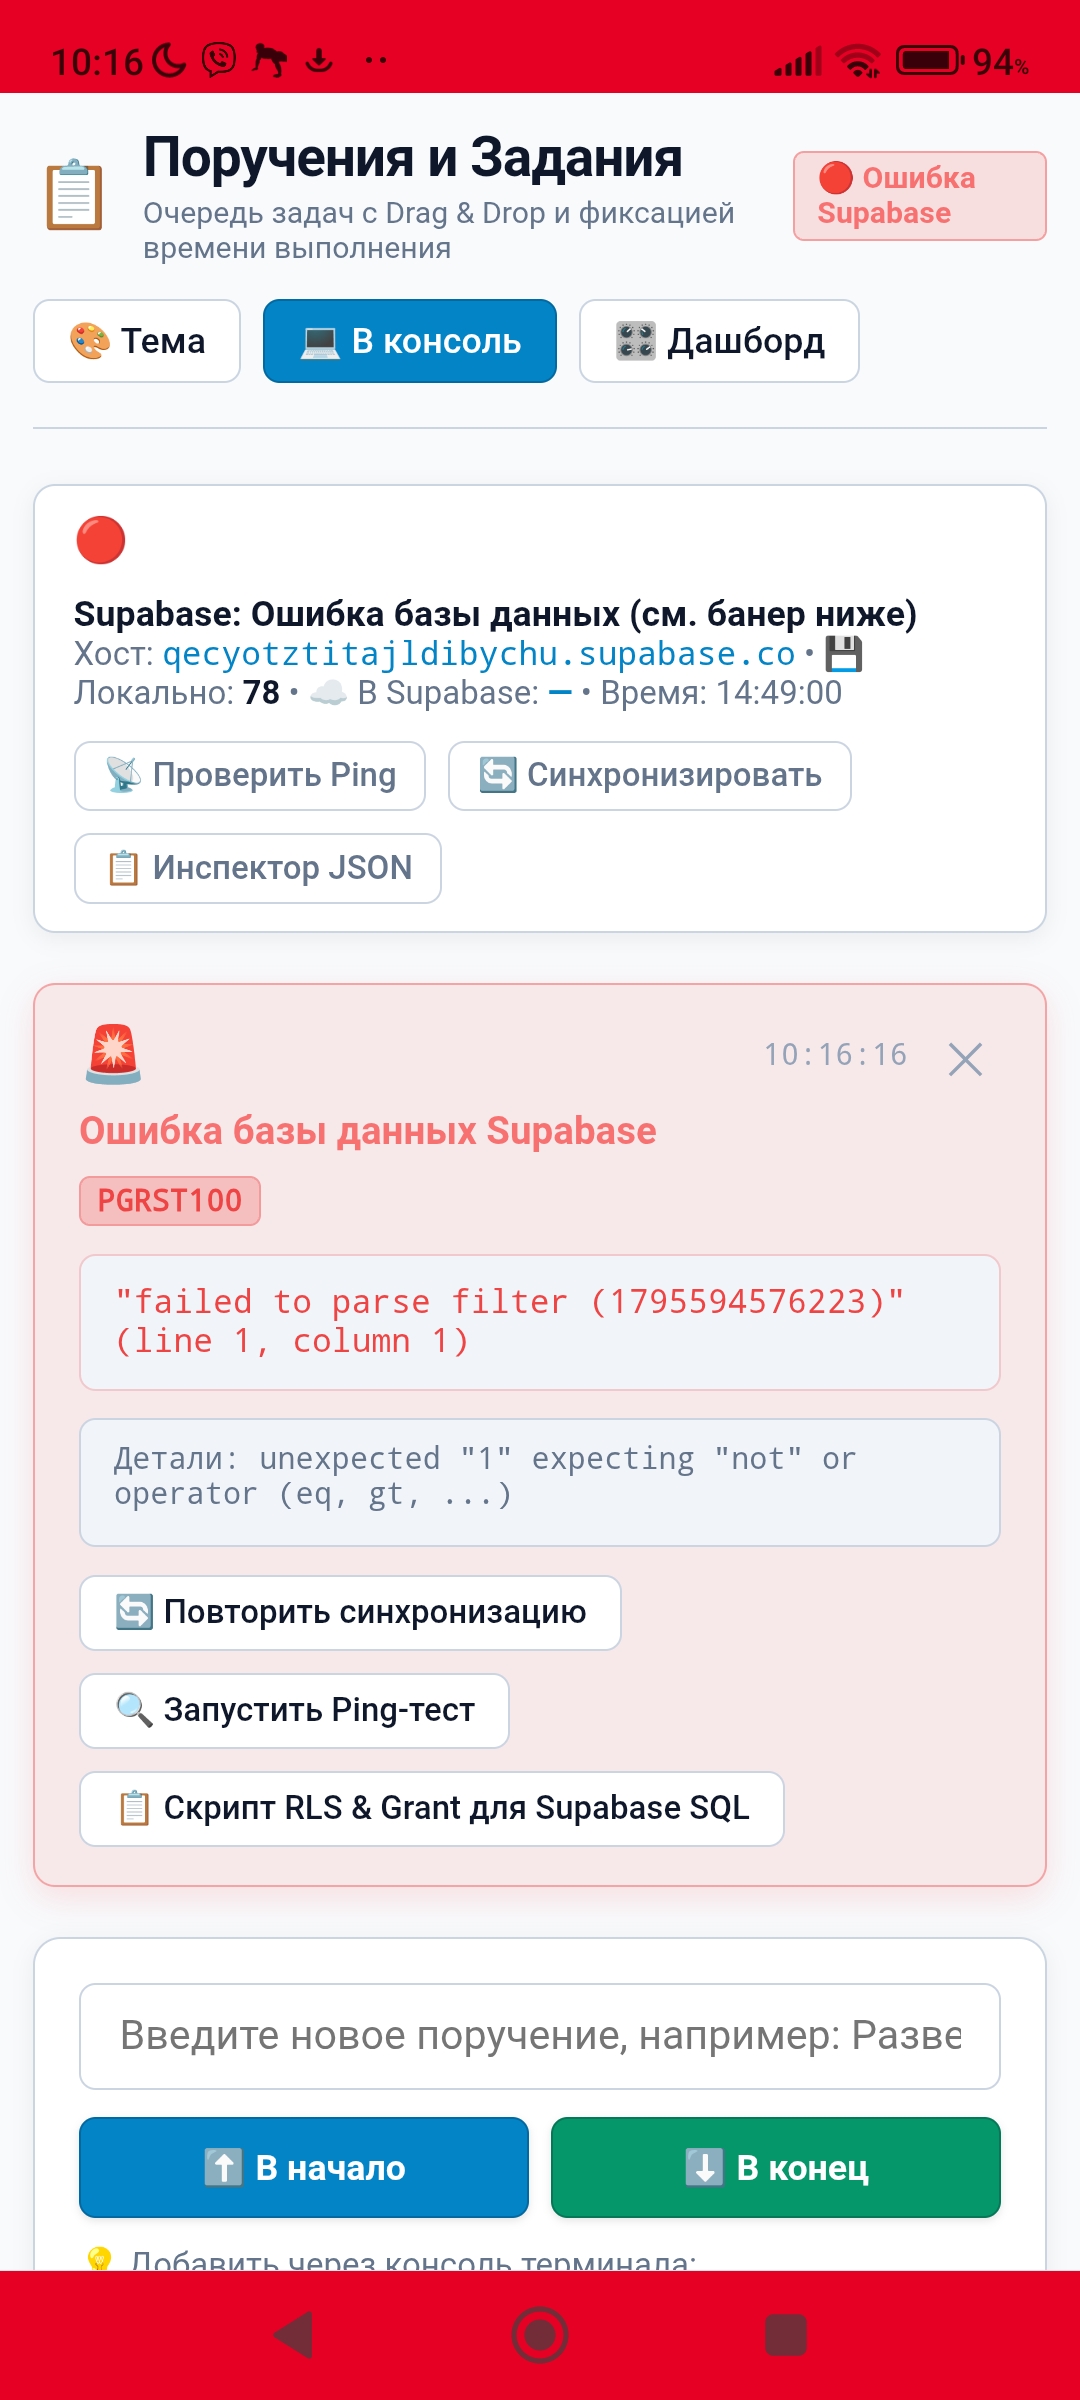 10:16 94%
Поручения и Задания
Очередь задач с Drag & Drop и фиксацией
времени выполнения
Ошибка
Supabase
Тема
В консоль
Дашборд
Supabase: Ошибка базы данных (см. банер ниже)
Хост: qecyotztitajldibychu.supabase.co •
Локально: 78 • В Supabase: — • Время: 14:49:00
Проверить Ping
Синхронизировать
Инспектор JSON
10:16:16
Ошибка базы данных Supabase
PGRST100
"failed to parse filter (1795594576223)"
(line 1, column 1)
Детали: unexpected "1" expecting "not" or
operator (eq, gt, ...)
Повторить синхронизацию
Запустить Ping-тест
Скрипт RLS & Grant для Supabase SQL
Введите новое поручение, например: Разве
В начало
В конец
Добавить через консоль терминала: